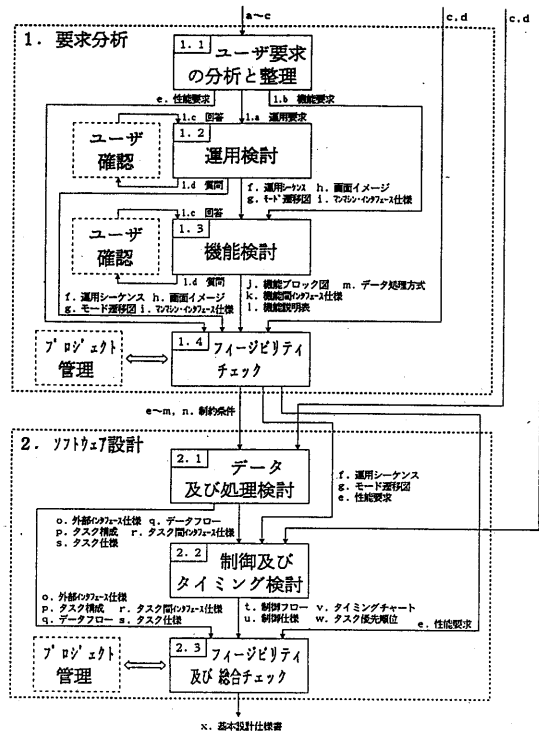 a～c
c, d
c, d
1. 要求分析
1. 1
ユーザ要求
の分析と整理
e. 性能要求
1.b 機能要求
1.c 回答
1.a 運用要求
ユーザ
確認
1. 2
運用検討
1.d 質問
f. 運用シーケンス h. 画面イメージ
g. モード遷移図 i. マンマシン・インタフェース仕様
1.c 回答
ユーザ
確認
1. 3
機能検討
1.d 質問
j. 機能ブロック図 m. データ処理方式
k. 機能間インタフェース仕様
l. 機能説明表
f. 運用シーケンス h. 画面イメージ
g. モード遷移図 i. マンマシン・インタフェース仕様
プロジェクト
管理
1. 4
フィージビリティ
チェック
e～m, n. 制約条件
2. ソフトウェア設計
2. 1
データ
及び処理検討
f. 運用シーケンス
g. モード遷移図
e. 性能要求
o. 外部インタフェース仕様 q. データフロー
p. タスク構成 r. タスク間インタフェース仕様
s. タスク仕様
2. 2
制御及び
タイミング検討
o. 外部インタフェース仕様
p. タスク構成 r. タスク間インタフェース仕様
q. データフロー s. タスク仕様
t. 制御フロー v. タイミングチャート
u. 制御仕様 w. タスク優先順位
e. 性能要求
プロジェクト
管理
2. 3
フィージビリティ
及び 総合チェック
x. 基本設計仕様書